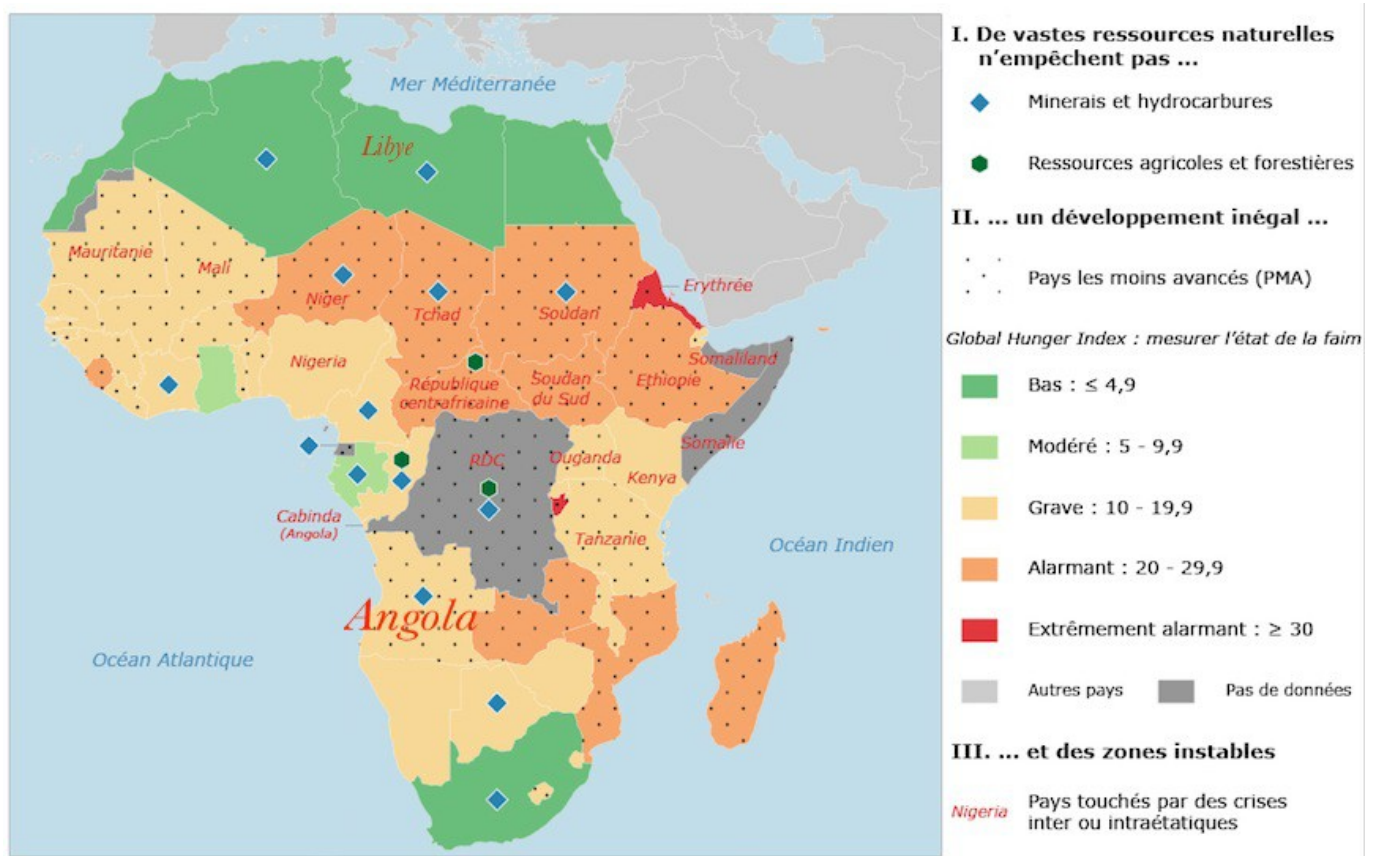 Mer Méditerranée
Libye
Mauritanie
Mali
Niger
Tchad
Soudan
Erythrée
Nigeria
République
centrafricaine
Soudan
du Sud
Ethiopie
Somaliland
Somalie
RDC
Ouganda
Kenya
Cabinda
(Angola)
Tanzanie
Océan Indien
Angola
Océan Atlantique
I. De vastes ressources naturelles
n'empêchent pas ...
Minerais et hydrocarbures
Ressources agricoles et forestières
II. ... un développement inégal ...
Pays les moins avancés (PMA)
Global Hunger Index : mesurer l'état de la faim
Bas : ≤ 4,9
Modéré : 5 - 9,9
Grave : 10 - 19,9
Alarmant : 20 - 29,9
Extrêmement alarmant : ≥ 30
Autres pays
Pas de données
III. ... et des zones instables
Nigeria
Pays touchés par des crises
inter ou intraétatiques